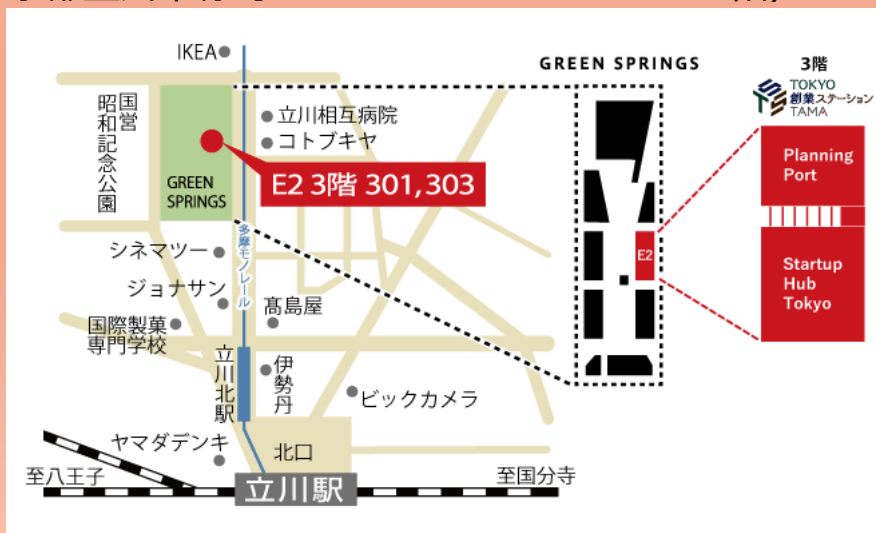 IKEA
国営
昭和記念公園
立川相互病院
コトブキヤ
GREEN
SPRINGS
E2 3階 301,303
多摩モノレール
シネマツー
ジョナサン
国際製菓
専門学校
髙島屋
立川北駅
伊勢丹
ビックカメラ
ヤマダデンキ
北口
至八王子
立川駅
至国分寺
GREEN SPRINGS
E2
3階
TOKYO
創業ステーション
TAMA
Planning
Port
Startup
Hub
Tokyo